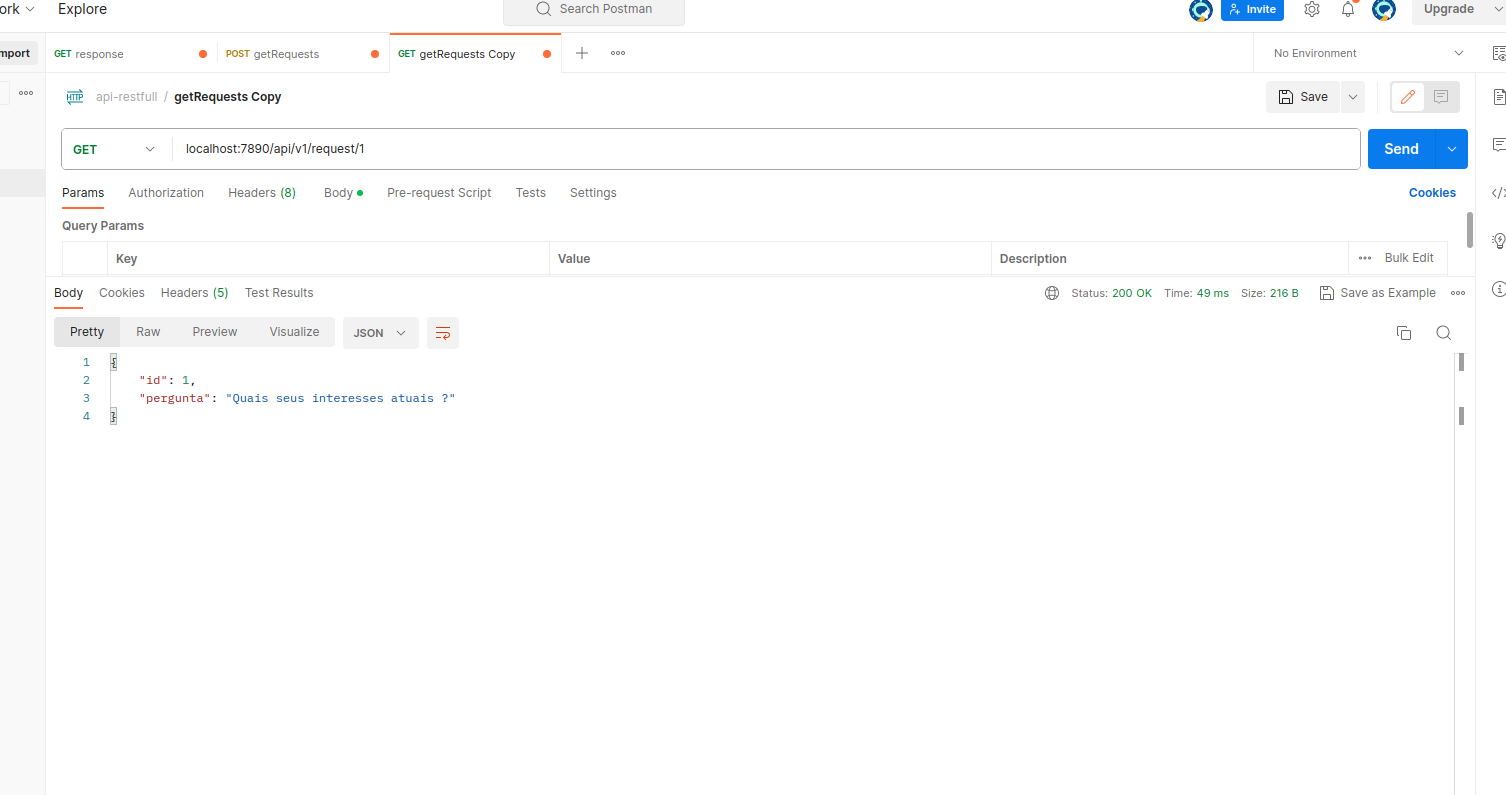 ork Explore Search Postman Invite Upgrade
mport GET response POST getRequests GET getRequests Copy No Environment
HTTP api-restfull / getRequests Copy Save
GET localhost:7890/api/v1/request/1 Send
Params Authorization Headers (8) Body Pre-request Script Tests Settings Cookies
Query Params
Key Value Description Bulk Edit
Body Cookies Headers (5) Test Results Status: 200 OK Time: 49 ms Size: 216 B Save as Example
Pretty Raw Preview Visualize JSON
1 {
2 "id": 1,
3 "pergunta": "Quais seus interesses atuais ?"
4 }